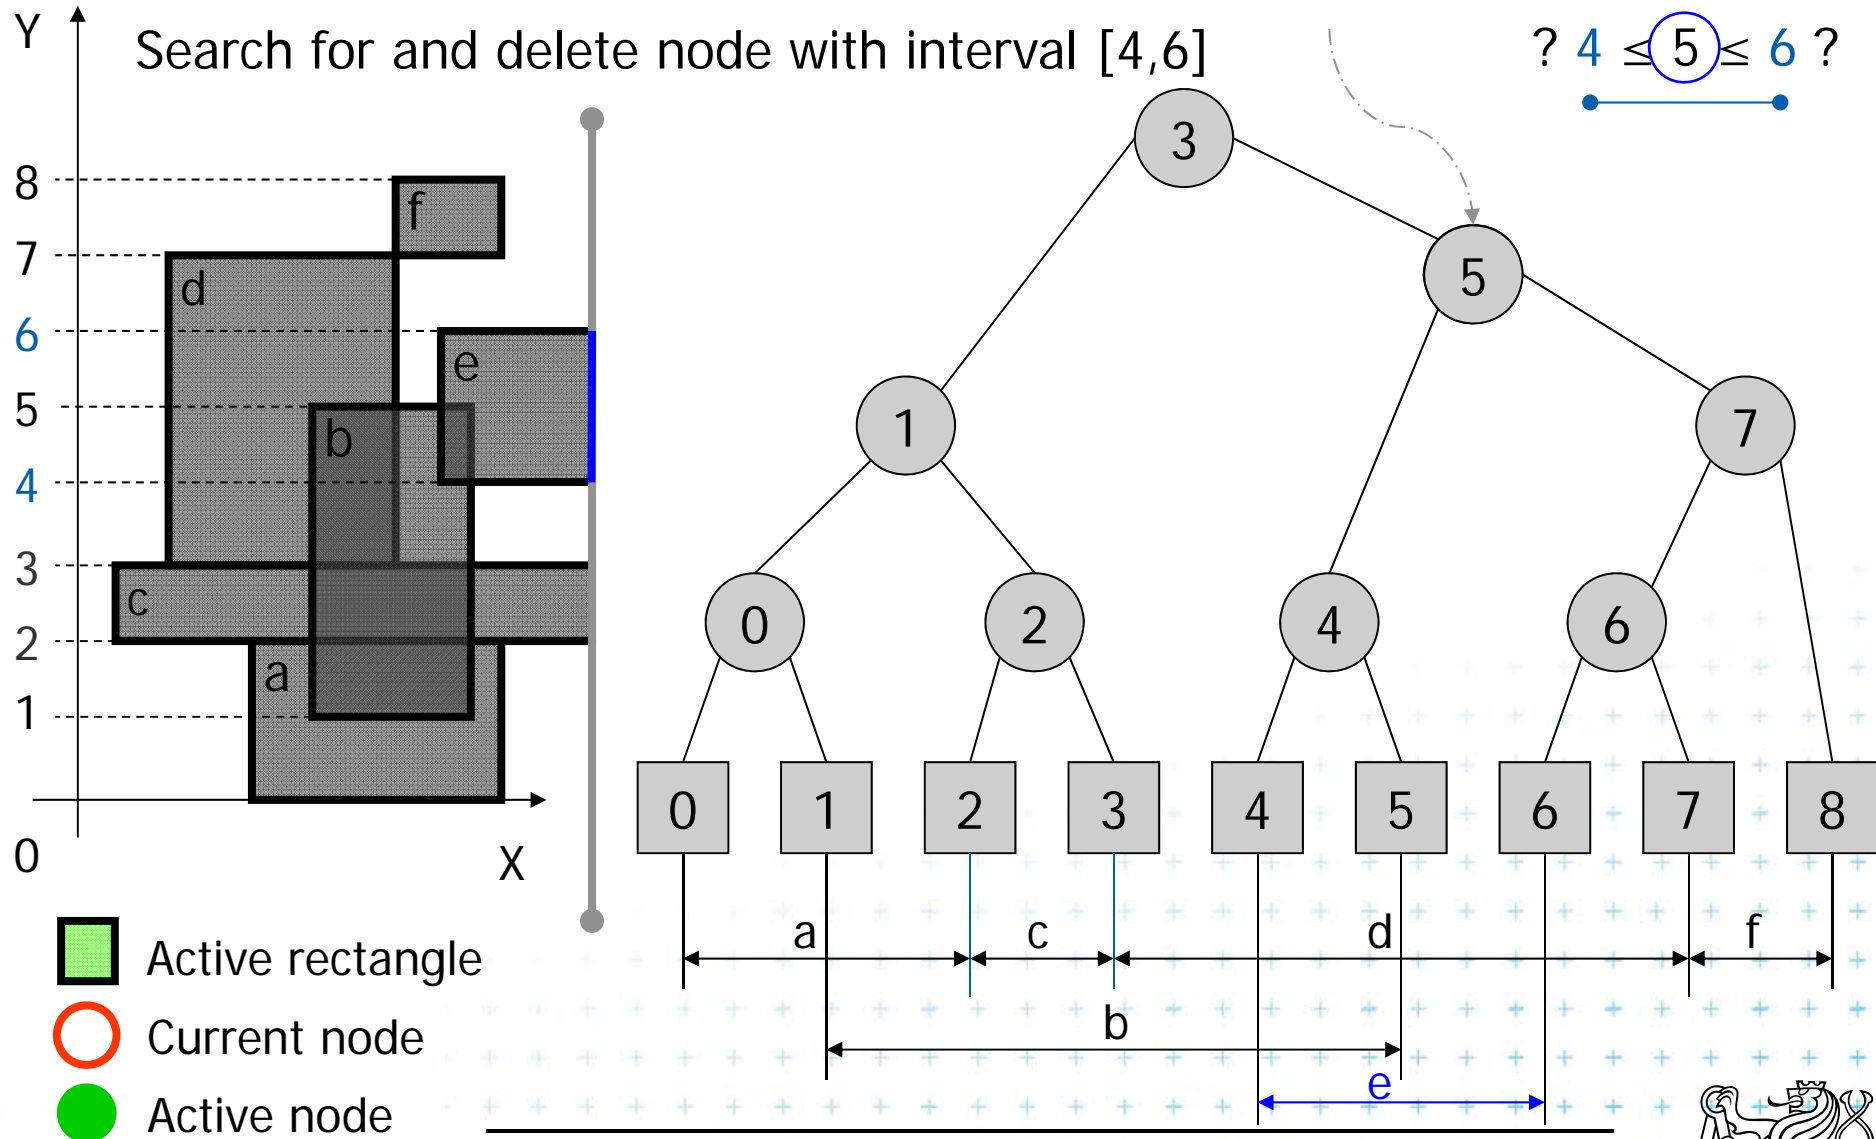 Y
Search for and delete node with interval [4,6]
? 4 ≤ 5 ≤ 6 ?
3
8
f
7
d
5
6
e
5
b
1
7
4
3
c
0
2
4
6
2
a
1
0
1
2
3
4
5
6
7
8
0
X
a
c
d
f
Active rectangle
b
Current node
e
Active node